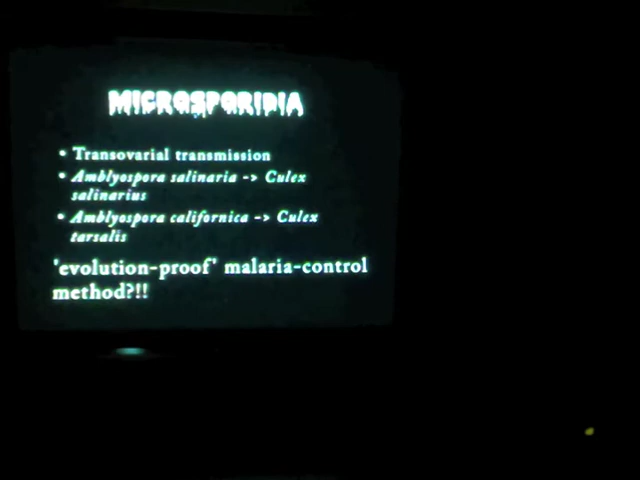 MICROSPORIDIA
• Transovarial transmission
• Amblyospora salinaria -> Culex
salinarius
• Amblyospora californica -> Culex
tarsalis
'evolution-proof' malaria-control
method?!!